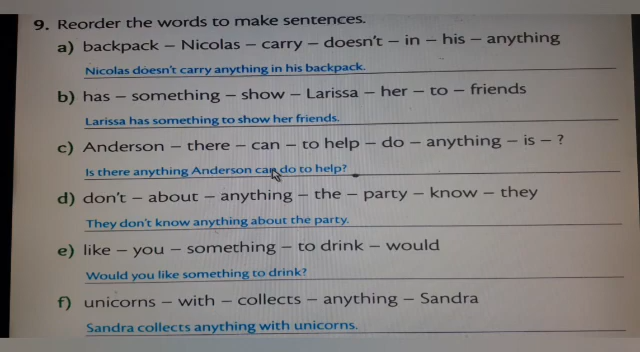 9. Reorder the words to make sentences.
a) backpack – Nicolas – carry – doesn't – in – his – anything
Nicolas doesn't carry anything in his backpack.
b) has – something – show – Larissa – her – to – friends
Larissa has something to show her friends.
c) Anderson – there – can – to help – do – anything – is – ?
Is there anything Anderson can do to help?
d) don't – about – anything – the – party – know – they
They don't know anything about the party.
e) like – you – something – to drink – would
Would you like something to drink?
f) unicorns – with – collects – anything – Sandra
Sandra collects anything with unicorns.